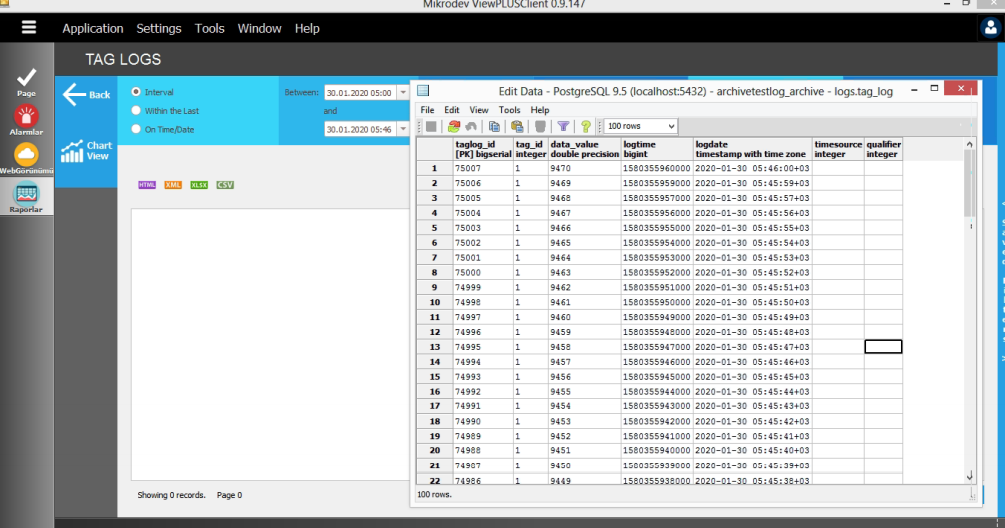 Mikrodev ViewPLUSClient 0.9.147
Application Settings Tools Window Help
TAG LOGS
Page
Alarmlar
WebGörünümü
Raporlar
Back
Chart View
Interval
Within the Last
On Time/Date
Between: 30.01.2020 05:00
and
30.01.2020 05:46
HTML XML XLSX CSV
Showing 0 records. Page 0
Edit Data - PostgreSQL 9.5 (localhost:5432) - archivetestlog_archive - logs.tag_log
File Edit View Tools Help
100 rows
taglog_id tag_id data_value logtime logdate timesource qualifier
[PK] bigserial integer double precision bigint timestamp with time zone integer integer
1 75007 1 9470 1580355960000 2020-01-30 05:46:00+03
2 75006 1 9469 1580355959000 2020-01-30 05:45:59+03
3 75005 1 9468 1580355957000 2020-01-30 05:45:57+03
4 75004 1 9467 1580355956000 2020-01-30 05:45:56+03
5 75003 1 9466 1580355955000 2020-01-30 05:45:55+03
6 75002 1 9465 1580355954000 2020-01-30 05:45:54+03
7 75001 1 9464 1580355953000 2020-01-30 05:45:53+03
8 75000 1 9463 1580355952000 2020-01-30 05:45:52+03
9 74999 1 9462 1580355951000 2020-01-30 05:45:51+03
10 74998 1 9461 1580355950000 2020-01-30 05:45:50+03
11 74997 1 9460 1580355949000 2020-01-30 05:45:49+03
12 74996 1 9459 1580355948000 2020-01-30 05:45:48+03
13 74995 1 9458 1580355947000 2020-01-30 05:45:47+03
14 74994 1 9457 1580355946000 2020-01-30 05:45:46+03
15 74993 1 9456 1580355945000 2020-01-30 05:45:45+03
16 74992 1 9455 1580355944000 2020-01-30 05:45:44+03
17 74991 1 9454 1580355943000 2020-01-30 05:45:43+03
18 74990 1 9453 1580355942000 2020-01-30 05:45:42+03
19 74989 1 9452 1580355941000 2020-01-30 05:45:41+03
20 74988 1 9451 1580355940000 2020-01-30 05:45:40+03
21 74987 1 9450 1580355939000 2020-01-30 05:45:39+03
22 74986 1 9449 1580355938000 2020-01-30 05:45:38+03
100 rows.